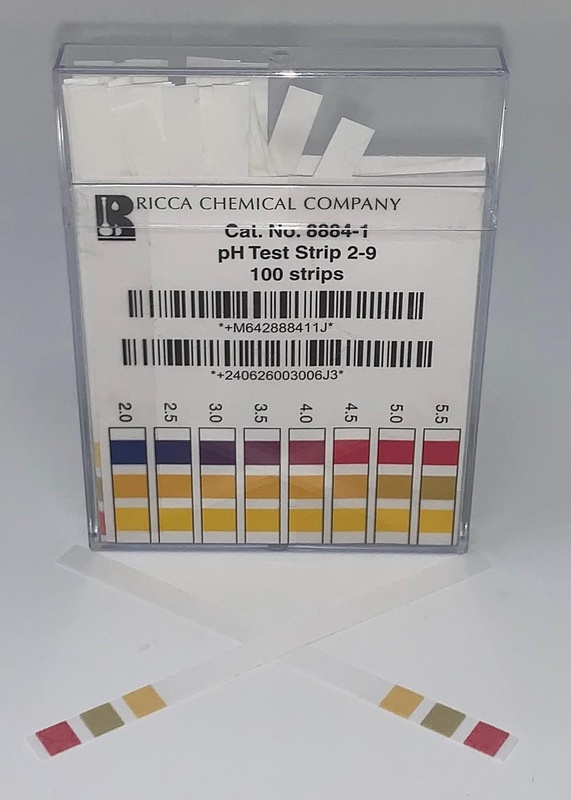 RICCA CHEMICAL COMPANY
Cat. No. 8884-1
pH Test Strip 2-9
100 strips
*+M642888411J*
*+240626003006J3*
2.0 2.5 3.0 3.5 4.0 4.5 5.0 5.5